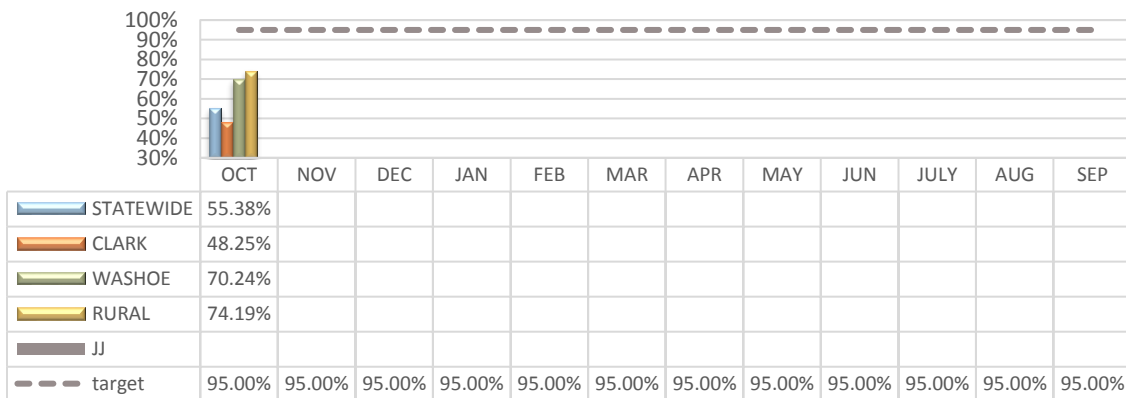 100%
90%
80%
70%
60%
50%
40%
30%
OCT NOV DEC JAN FEB MAR APR MAY JUN JULY AUG SEP
STATEWIDE 55.38%
CLARK 48.25%
WASHOE 70.24%
RURAL 74.19%
JJ
target 95.00% 95.00% 95.00% 95.00% 95.00% 95.00% 95.00% 95.00% 95.00% 95.00% 95.00% 95.00%